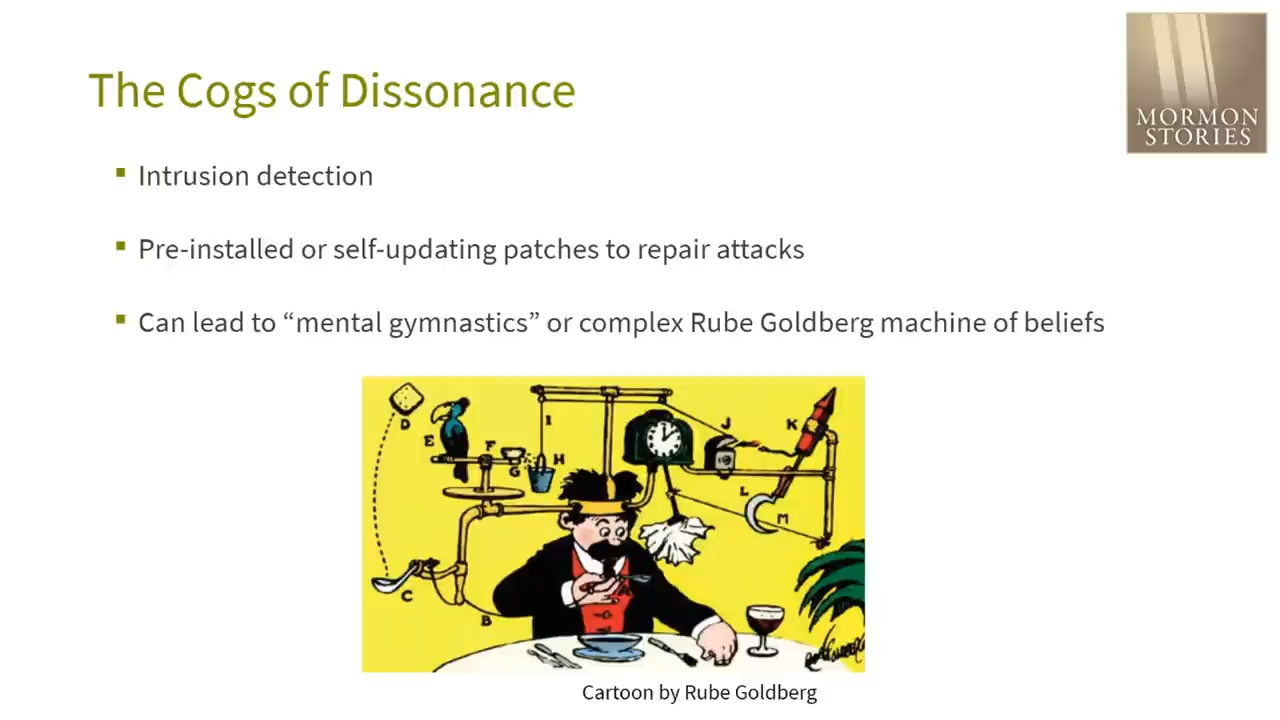 The Cogs of Dissonance
MORMON
STORIES
Intrusion detection
Pre-installed or self-updating patches to repair attacks
Can lead to “mental gymnastics” or complex Rube Goldberg machine of beliefs
D
E
F
G
H
I
J
K
L
M
A
C
B
Cartoon by Rube Goldberg